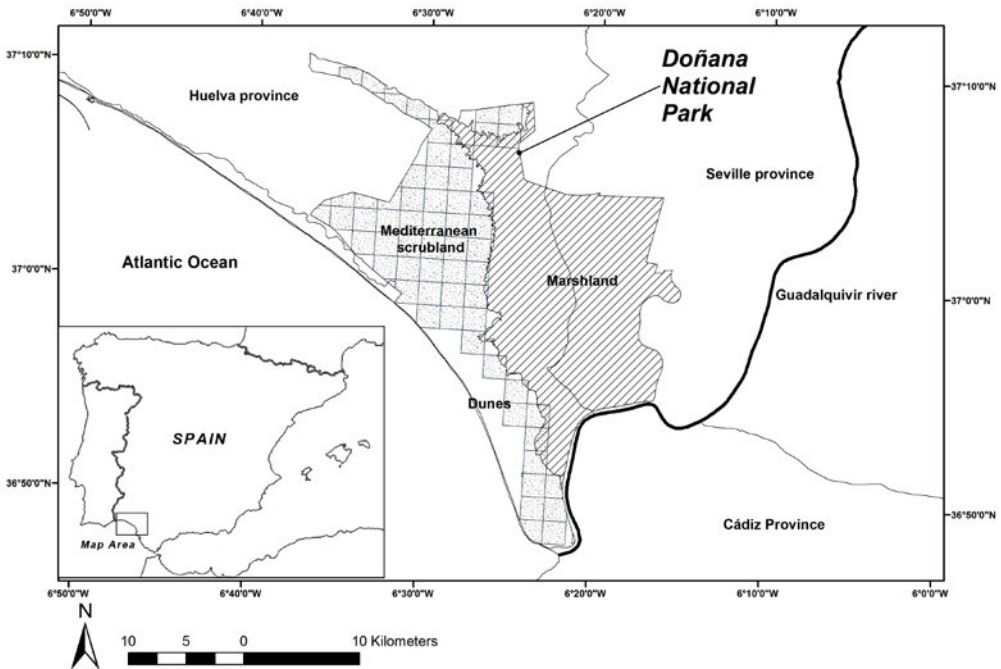 6°50'0"W 6°40'0"W 6°30'0"W 6°20'0"W 6°10'0"W
37°10'0"N
37°10'0"N
Doñana
National
Park
Huelva province
Seville province
Mediterranean
scrubland
Atlantic Ocean
37°0'0"N
Marshland
Guadalquivir river
37°0'0"N
Dunes
SPAIN
36°50'0"N
36°50'0"N
Cádiz Province
Map Area
6°50'0"W 6°40'0"W 6°30'0"W 6°20'0"W 6°10'0"W 6°0'0"W
N
10 5 0 10 Kilometers